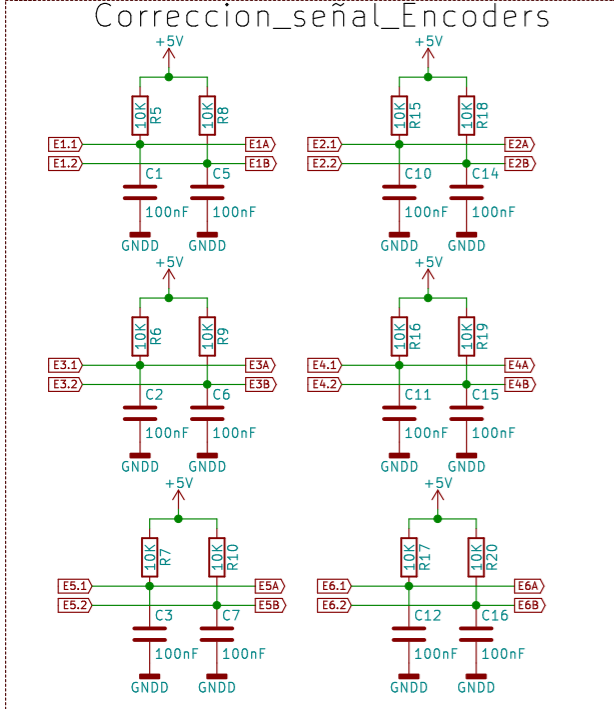 Correccion_señal_Encoders
+5V +5V
10K R5 10K R8 10K R15 10K R18
E1.1 E1A E2.1 E2A
E1.2 E1B E2.2 E2B
C1 C5 C10 C14
100nF 100nF 100nF 100nF
GNDD GNDD GNDD GNDD
+5V +5V
10K R6 10K R9 10K R16 10K R19
E3.1 E3A E4.1 E4A
E3.2 E3B E4.2 E4B
C2 C6 C11 C15
100nF 100nF 100nF 100nF
GNDD GNDD GNDD GNDD
+5V +5V
10K R7 10K R10 10K R17 10K R20
E5.1 E5A E6.1 E6A
E5.2 E5B E6.2 E6B
C3 C7 C12 C16
100nF 100nF 100nF 100nF
GNDD GNDD GNDD GNDD